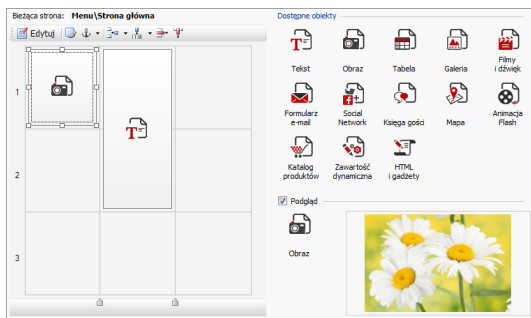 Bieżąca strona: Menu\Strona główna
Edytuj
1
2
3
Dostępne obiekty
Tekst
Obraz
Tabela
Galeria
Filmy
i dźwięk
Formularz
e-mail
Social
Network
Księga gości
Mapa
Animacja
Flash
Katalog
produktów
Zawartość
dynamiczna
HTML
i gadżety
Podgląd
Obraz